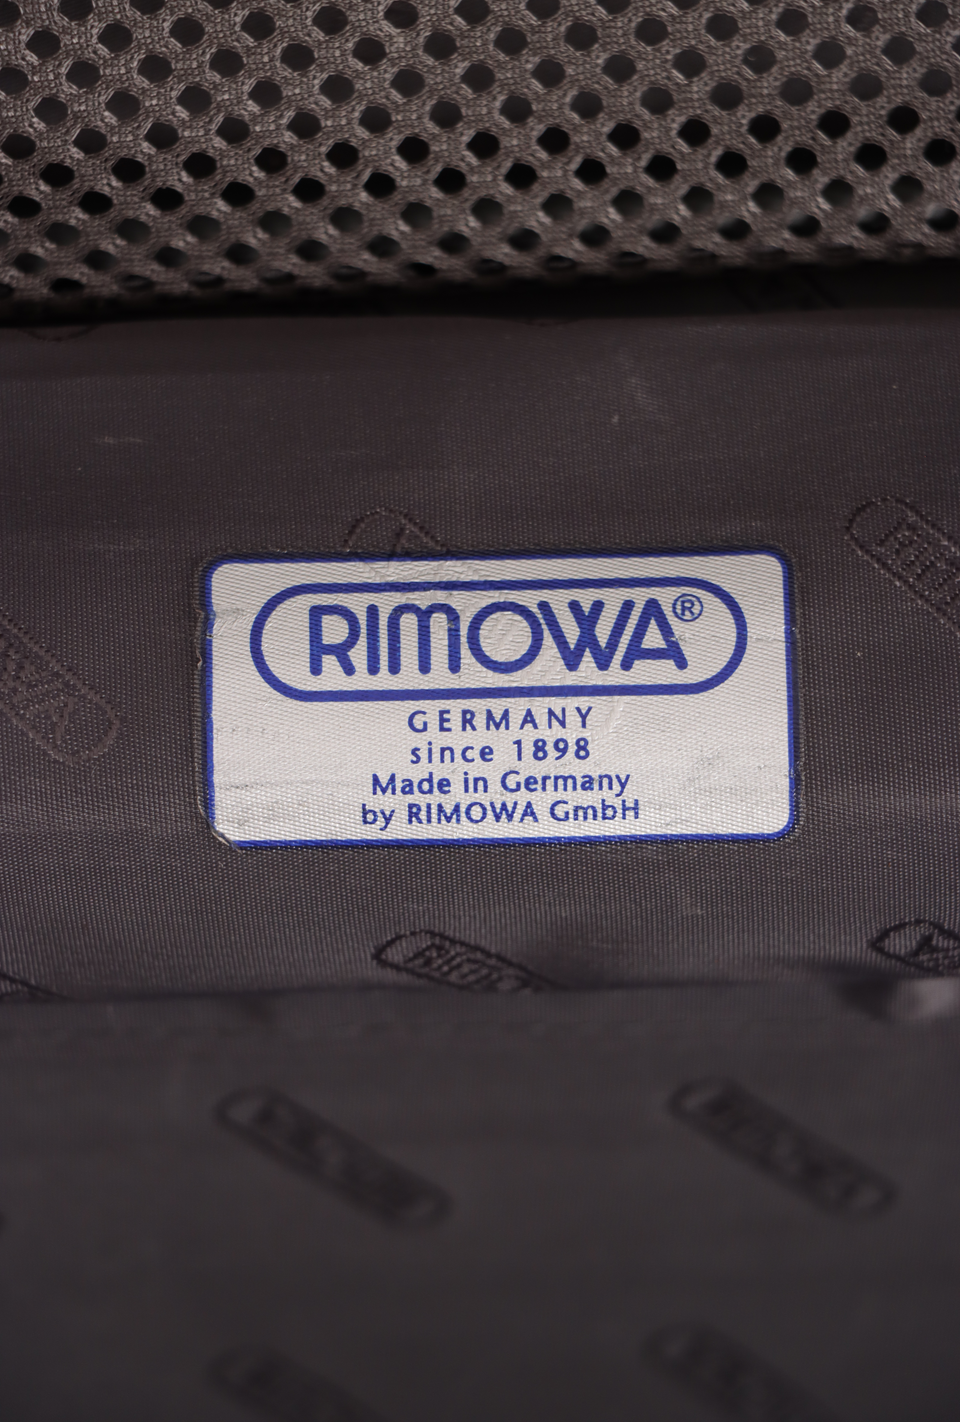 RIMOWA®
GERMANY
since 1898
Made in Germany
by RIMOWA GmbH